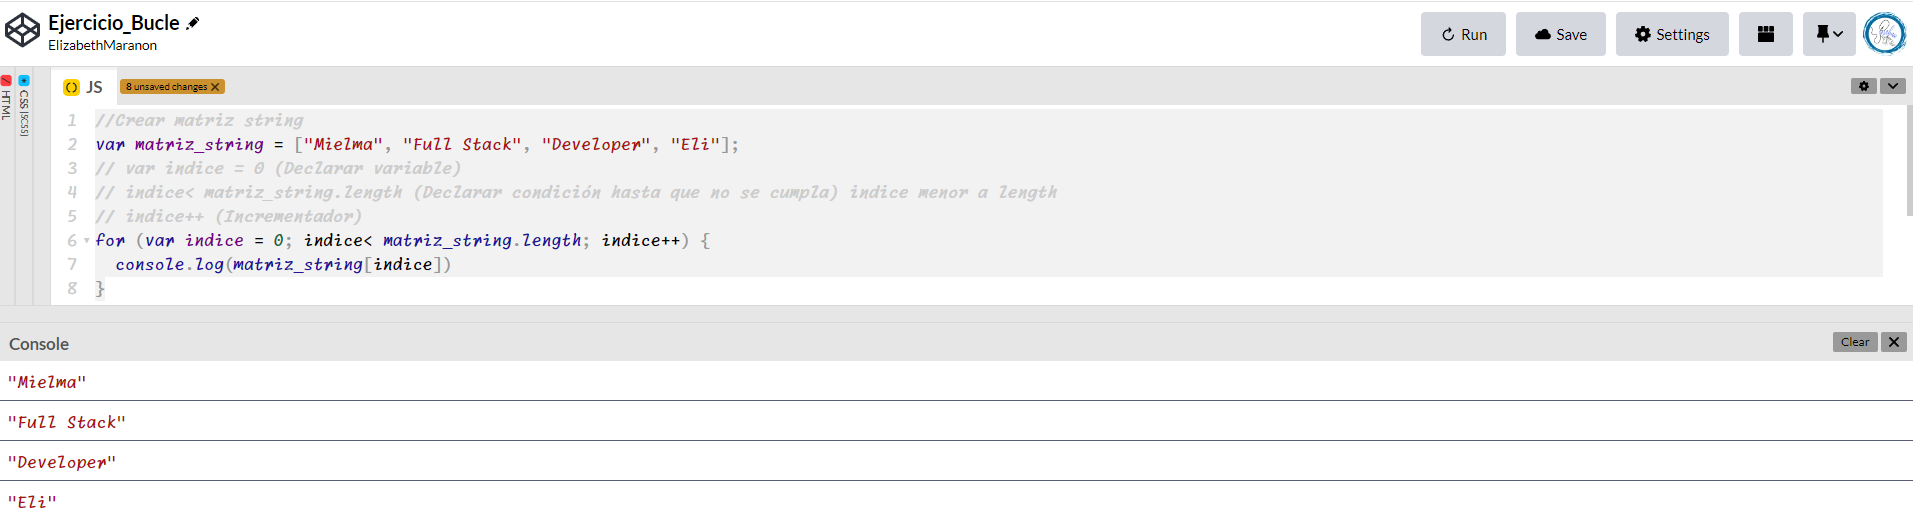 Ejercicio_Bucle
ElizabethMaranon
Run
Save
Settings
HTML
CSS (SCSS)
JS
8 unsaved changes X
1 //Crear matriz string
2 var matriz_string = ["Mielma", "Full Stack", "Developer", "Eli"];
3 // var indice = 0 (Declarar variable)
4 // indice< matriz_string.length (Declarar condición hasta que no se cumpla) indice menor a length
5 // indice++ (Incrementador)
6 for (var indice = 0; indice< matriz_string.length; indice++) {
7 console.log(matriz_string[indice])
8 }
Console
Clear
"Mielma"
"Full Stack"
"Developer"
"Eli"